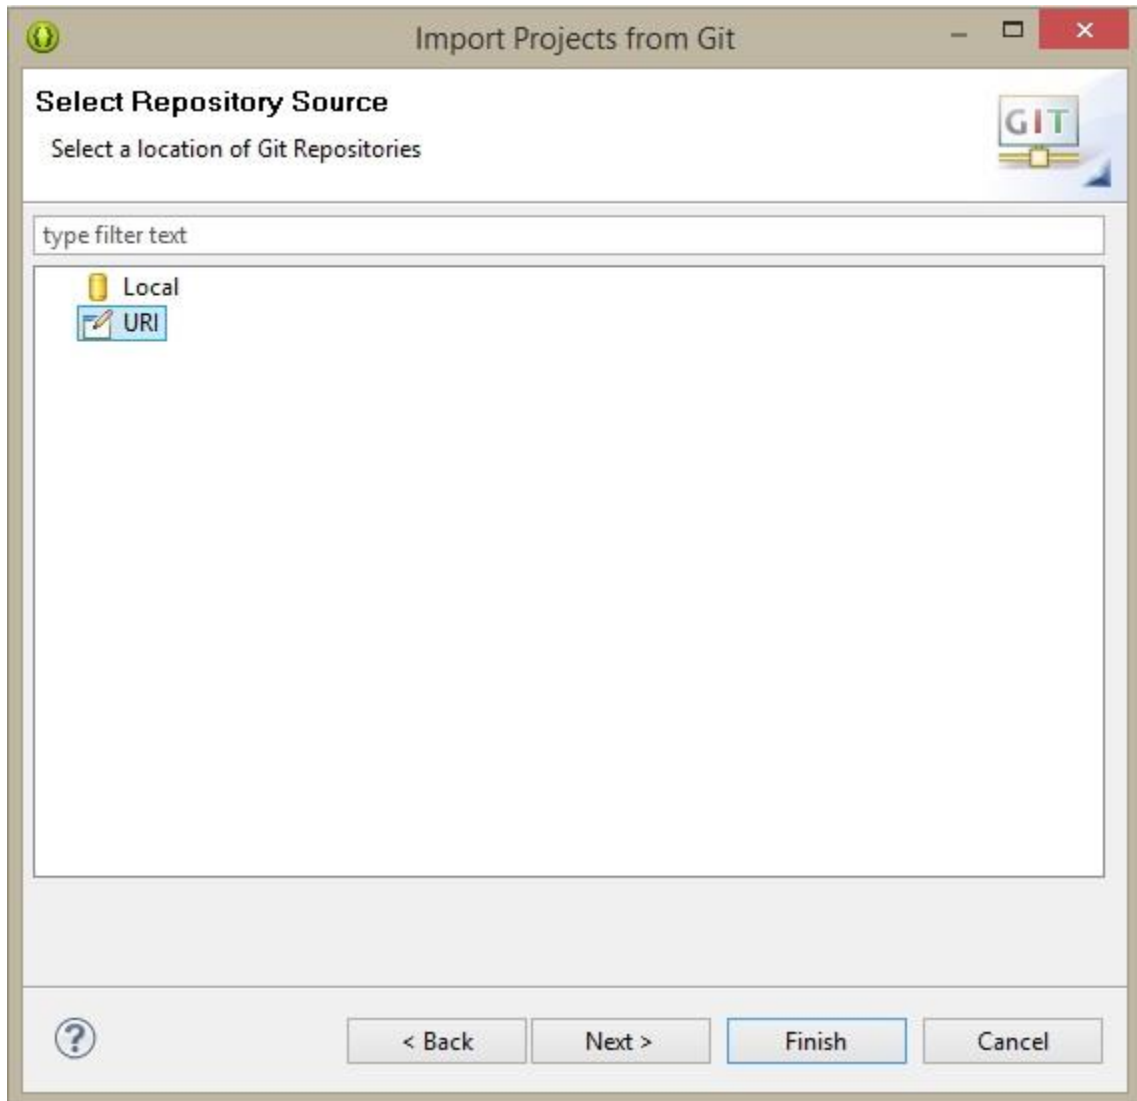 Import Projects from Git
Select Repository Source
Select a location of Git Repositories
GIT
type filter text
Local
URI
< Back
Next >
Finish
Cancel